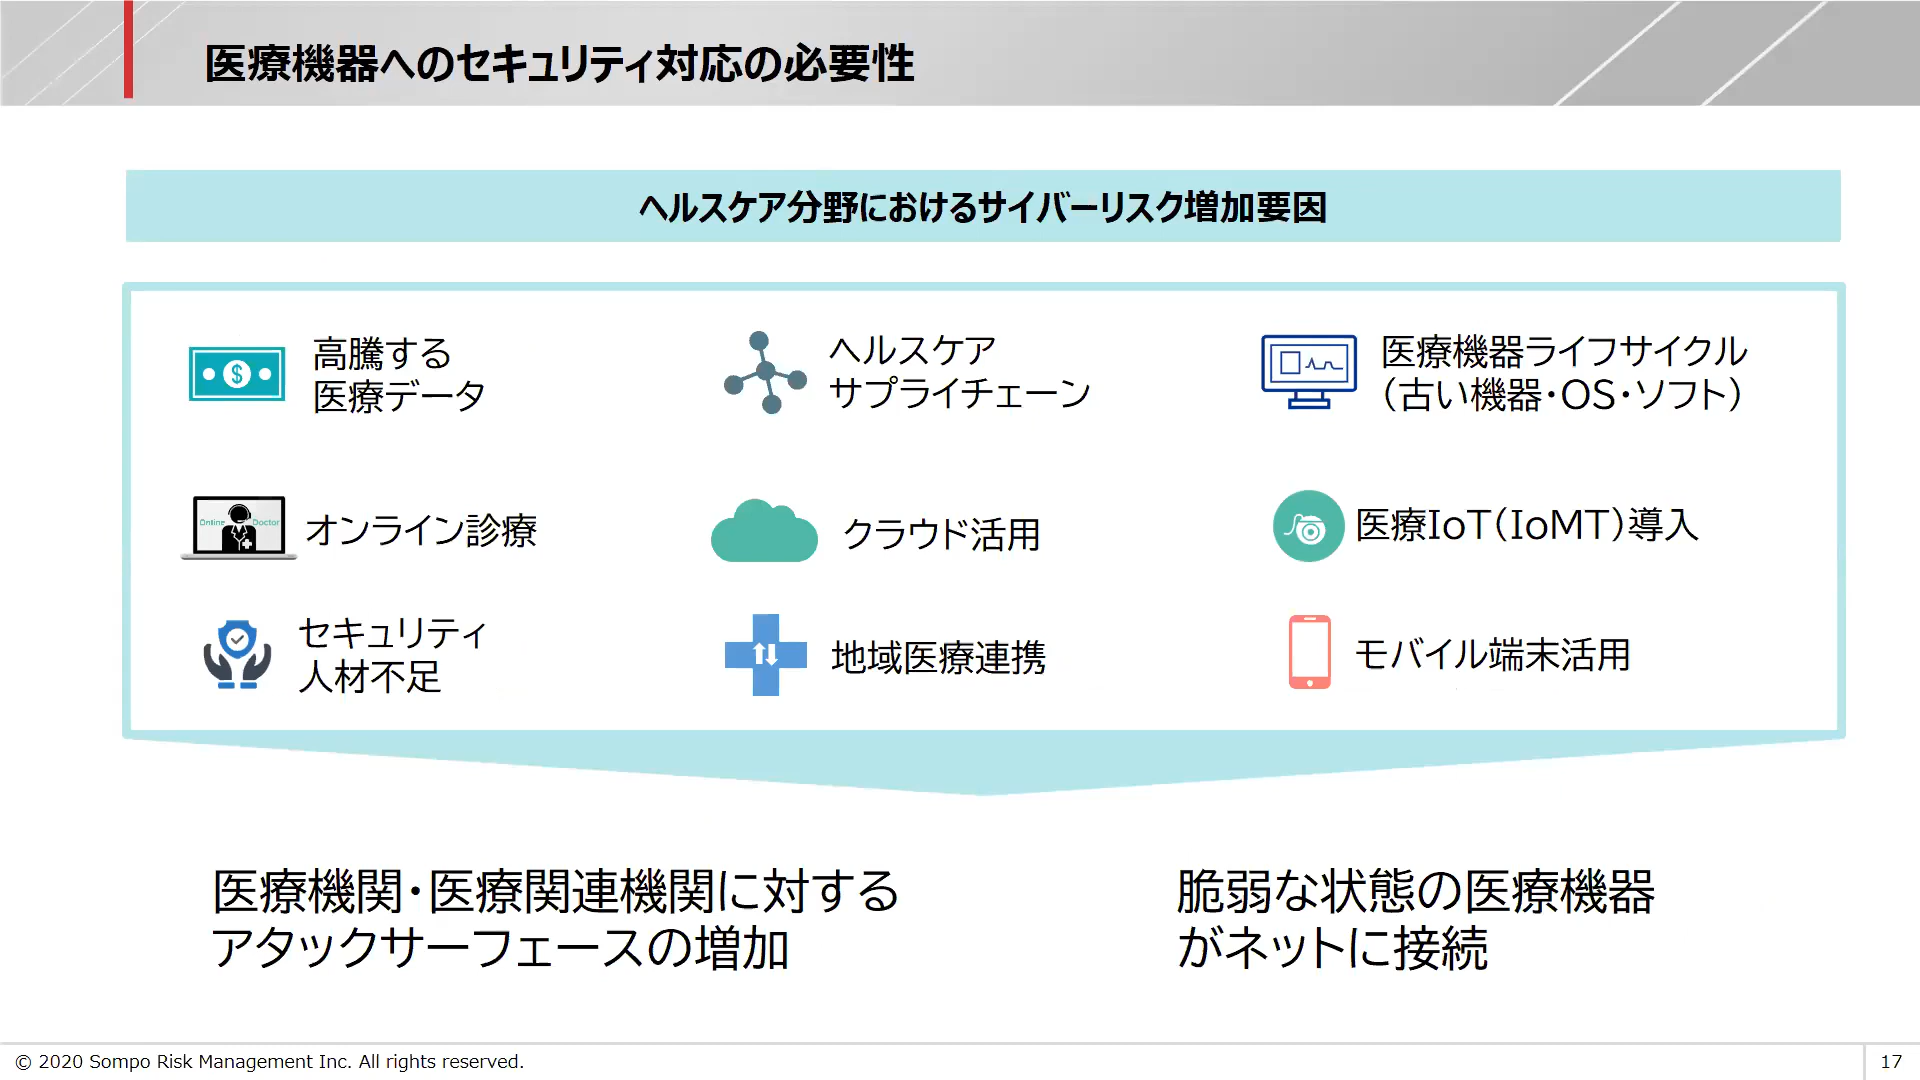 医療機器へのセキュリティ対応の必要性
ヘルスケア分野におけるサイバーリスク増加要因
高騰する
医療データ
ヘルスケア
サプライチェーン
医療機器ライフサイクル
(古い機器・OS・ソフト)
Online Doctor
オンライン診療
クラウド活用
医療IoT(IoMT)導入
セキュリティ
人材不足
地域医療連携
モバイル端末活用
医療機関・医療関連機関に対する
アタックサーフェースの増加
脆弱な状態の医療機器
がネットに接続
© 2020 Sompo Risk Management Inc. All rights reserved.
17